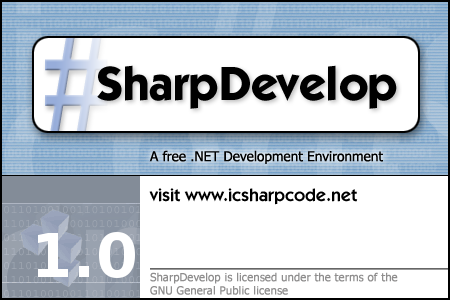 #SharpDevelop
A free .NET Development Environment
visit www.icsharpcode.net
1.0
SharpDevelop is licensed under the terms of the
GNU General Public license